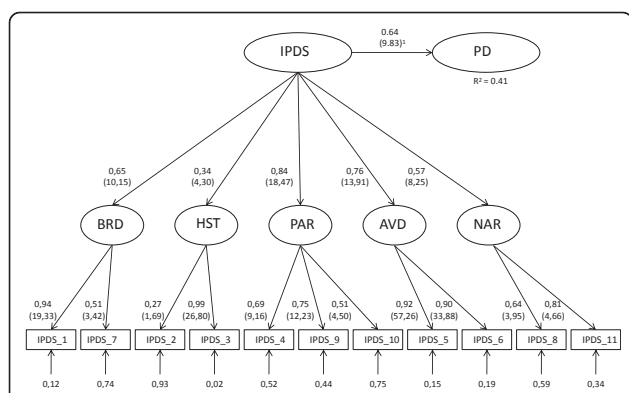 0.64
IPDS (9.83)¹ PD
R² = 0.41
0,65 0,34 0,84 0,76 0,57
(10,15) (4,30) (18,47) (13,91) (8,25)
BRD HST PAR AVD NAR
0,94 0,51 0,27 0,99 0,69 0,75 0,51 0,92 0,90 0,64 0,81
(19,33) (3,42) (1,69) (26,80) (9,16) (12,23) (4,50) (57,26) (33,88) (3,95) (4,66)
IPDS_1 IPDS_7 IPDS_2 IPDS_3 IPDS_4 IPDS_9 IPDS_10 IPDS_5 IPDS_6 IPDS_8 IPDS_11
0,12 0,74 0,93 0,02 0,52 0,44 0,75 0,15 0,19 0,59 0,34